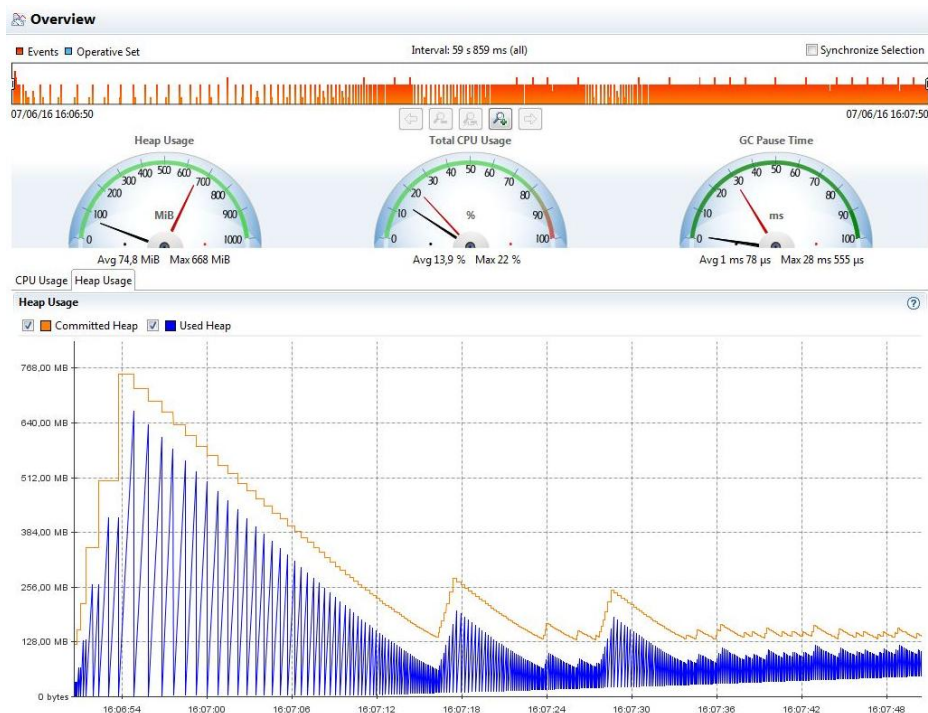 Overview
Events Operative Set Interval: 59 s 859 ms (all) Synchronize Selection
07/06/16 16:06:50 07/06/16 16:07:50
Heap Usage Total CPU Usage GC Pause Time
0 100 200 300 400 500 600 700 800 900 1000 MiB
0 10 20 30 40 50 60 70 80 90 100 %
0 10 20 30 40 50 60 70 80 90 100 ms
Avg 74,8 MiB Max 668 MiB Avg 13,9 % Max 22 % Avg 1 ms 78 µs Max 28 ms 555 µs
CPU Usage Heap Usage
Heap Usage
Committed Heap Used Heap
768,00 MB
640,00 MB
512,00 MB
384,00 MB
256,00 MB
128,00 MB
0 bytes
16:06:54 16:07:00 16:07:06 16:07:12 16:07:18 16:07:24 16:07:30 16:07:36 16:07:42 16:07:48